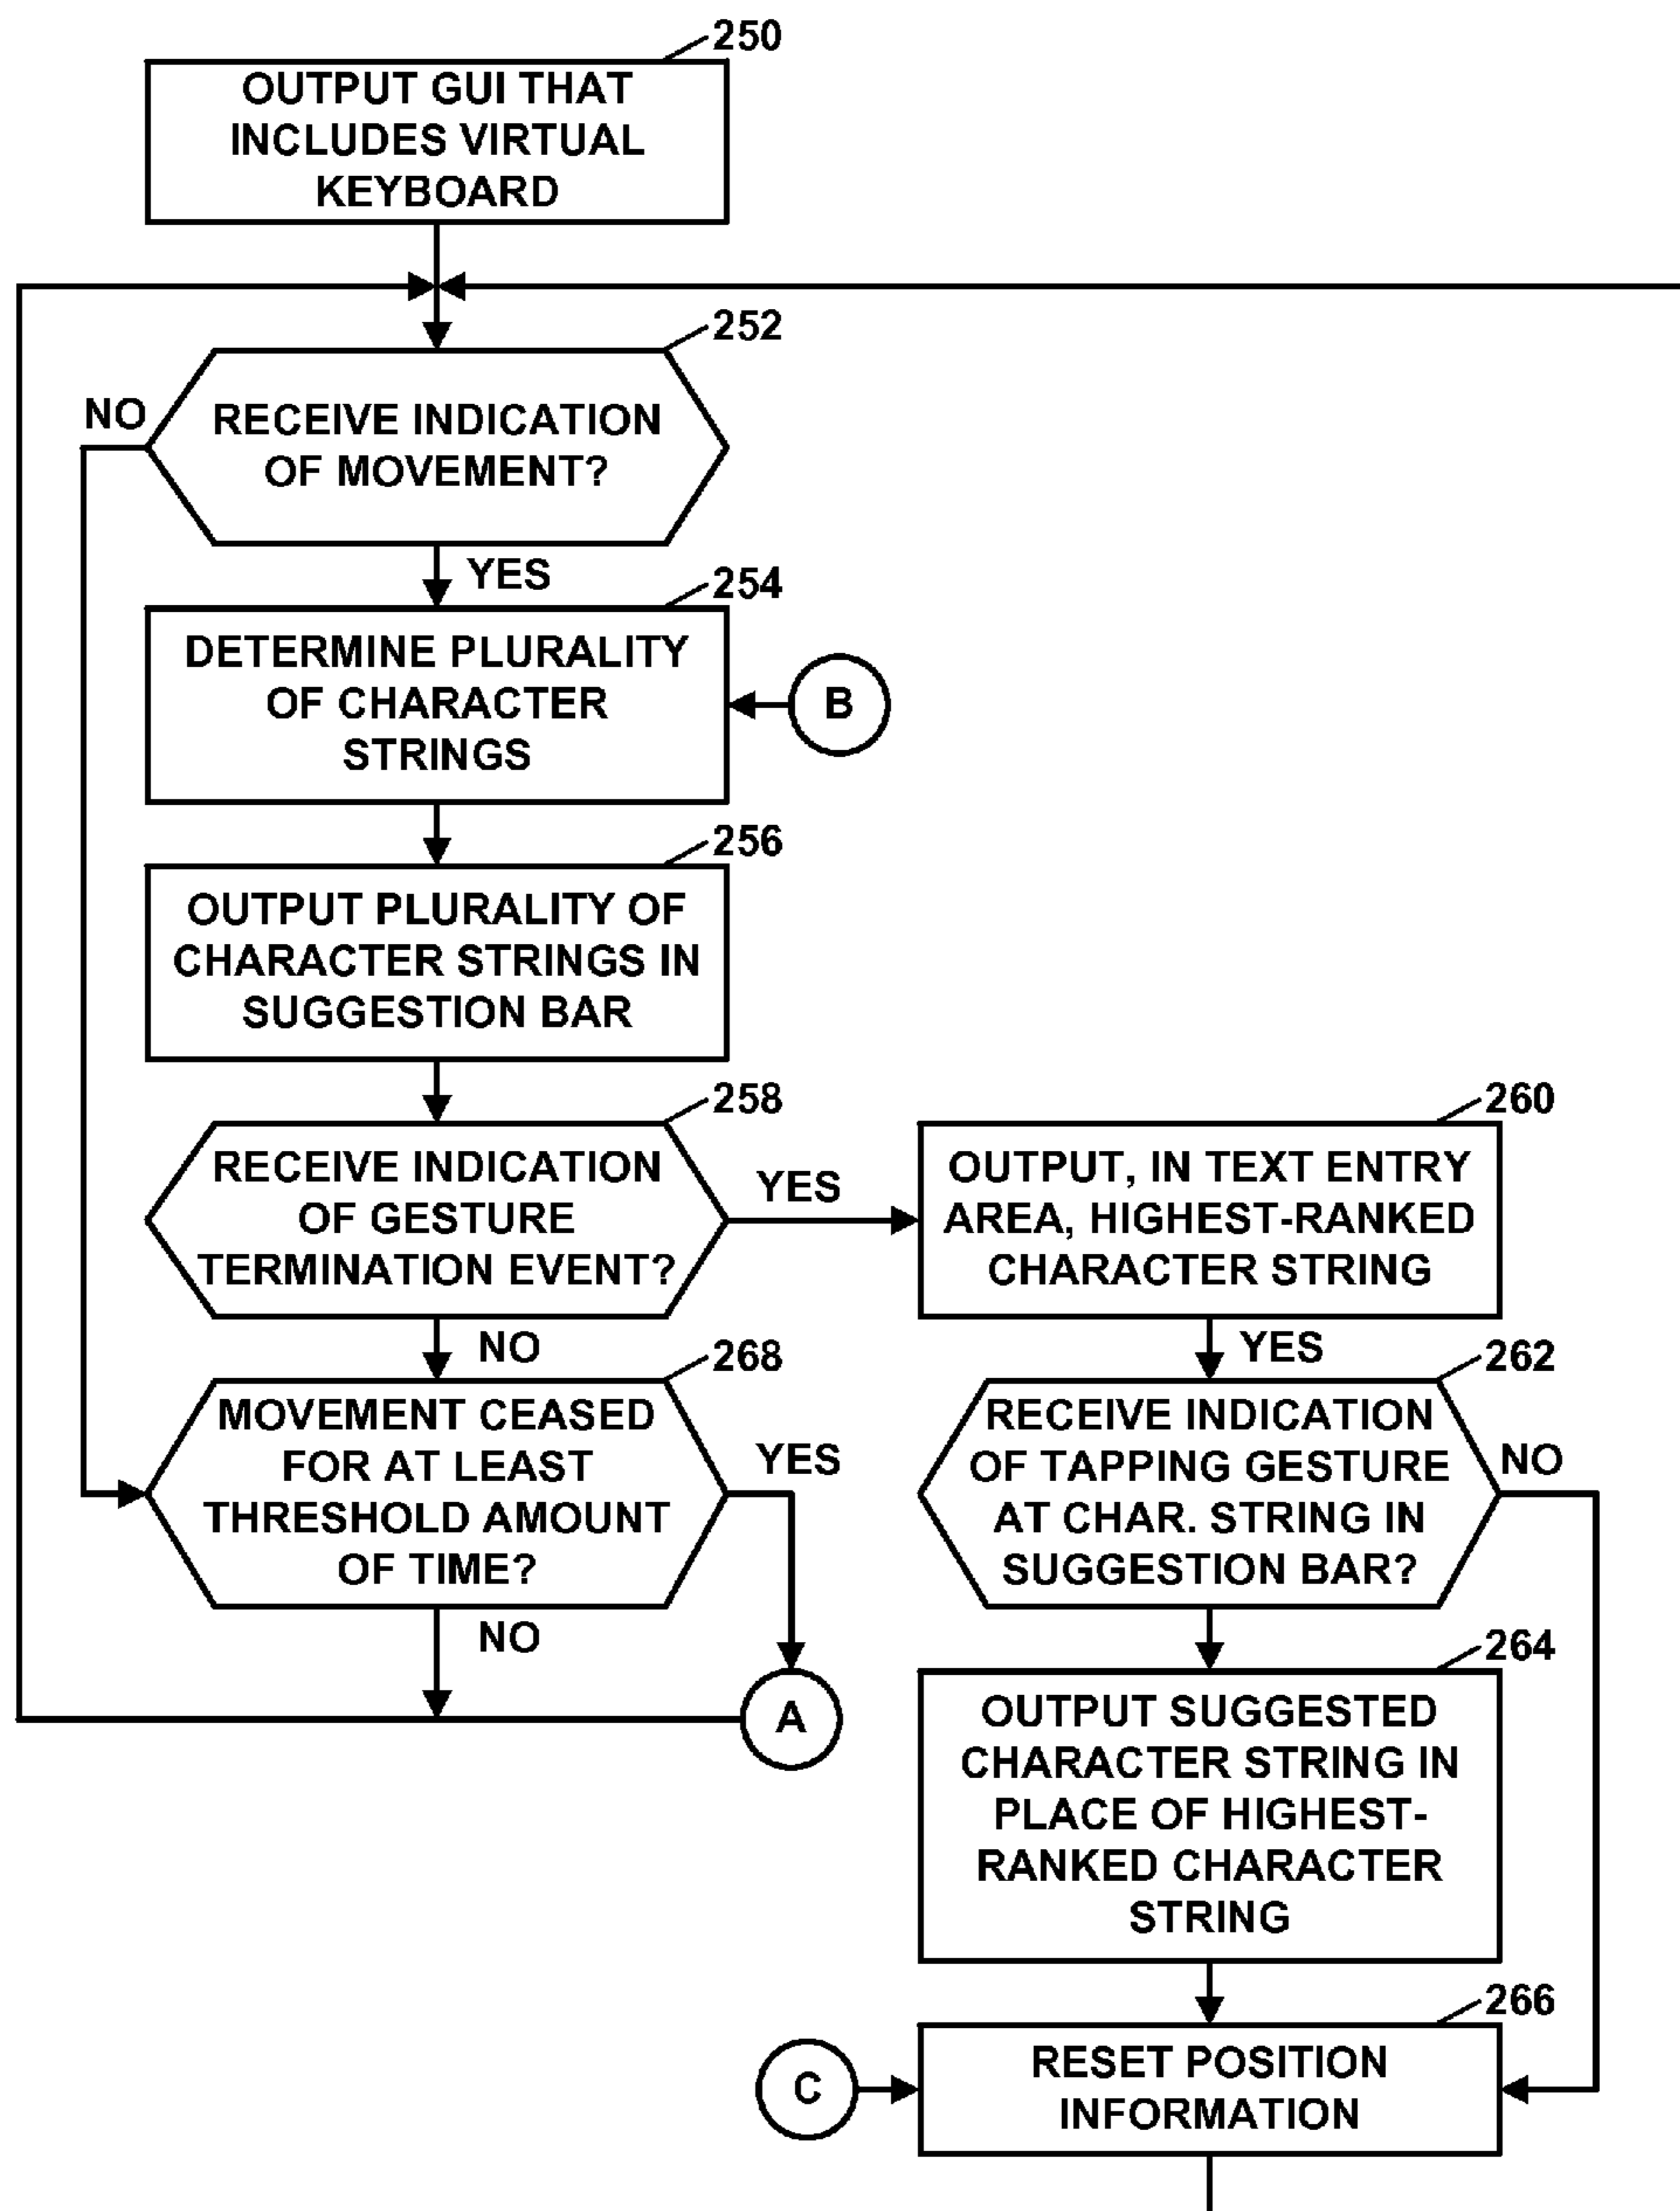 250
OUTPUT GUI THAT
INCLUDES VIRTUAL
KEYBOARD
252
NO
RECEIVE INDICATION
OF MOVEMENT?
YES
254
DETERMINE PLURALITY
OF CHARACTER
STRINGS
B
256
OUTPUT PLURALITY OF
CHARACTER STRINGS IN
SUGGESTION BAR
258
RECEIVE INDICATION
OF GESTURE
TERMINATION EVENT?
YES
260
OUTPUT, IN TEXT ENTRY
AREA, HIGHEST-RANKED
CHARACTER STRING
NO
YES
268
MOVEMENT CEASED
FOR AT LEAST
THRESHOLD AMOUNT
OF TIME?
YES
262
RECEIVE INDICATION
OF TAPPING GESTURE
AT CHAR. STRING IN
SUGGESTION BAR?
NO
NO
A
264
OUTPUT SUGGESTED
CHARACTER STRING IN
PLACE OF HIGHEST-
RANKED CHARACTER
STRING
266
C
RESET POSITION
INFORMATION